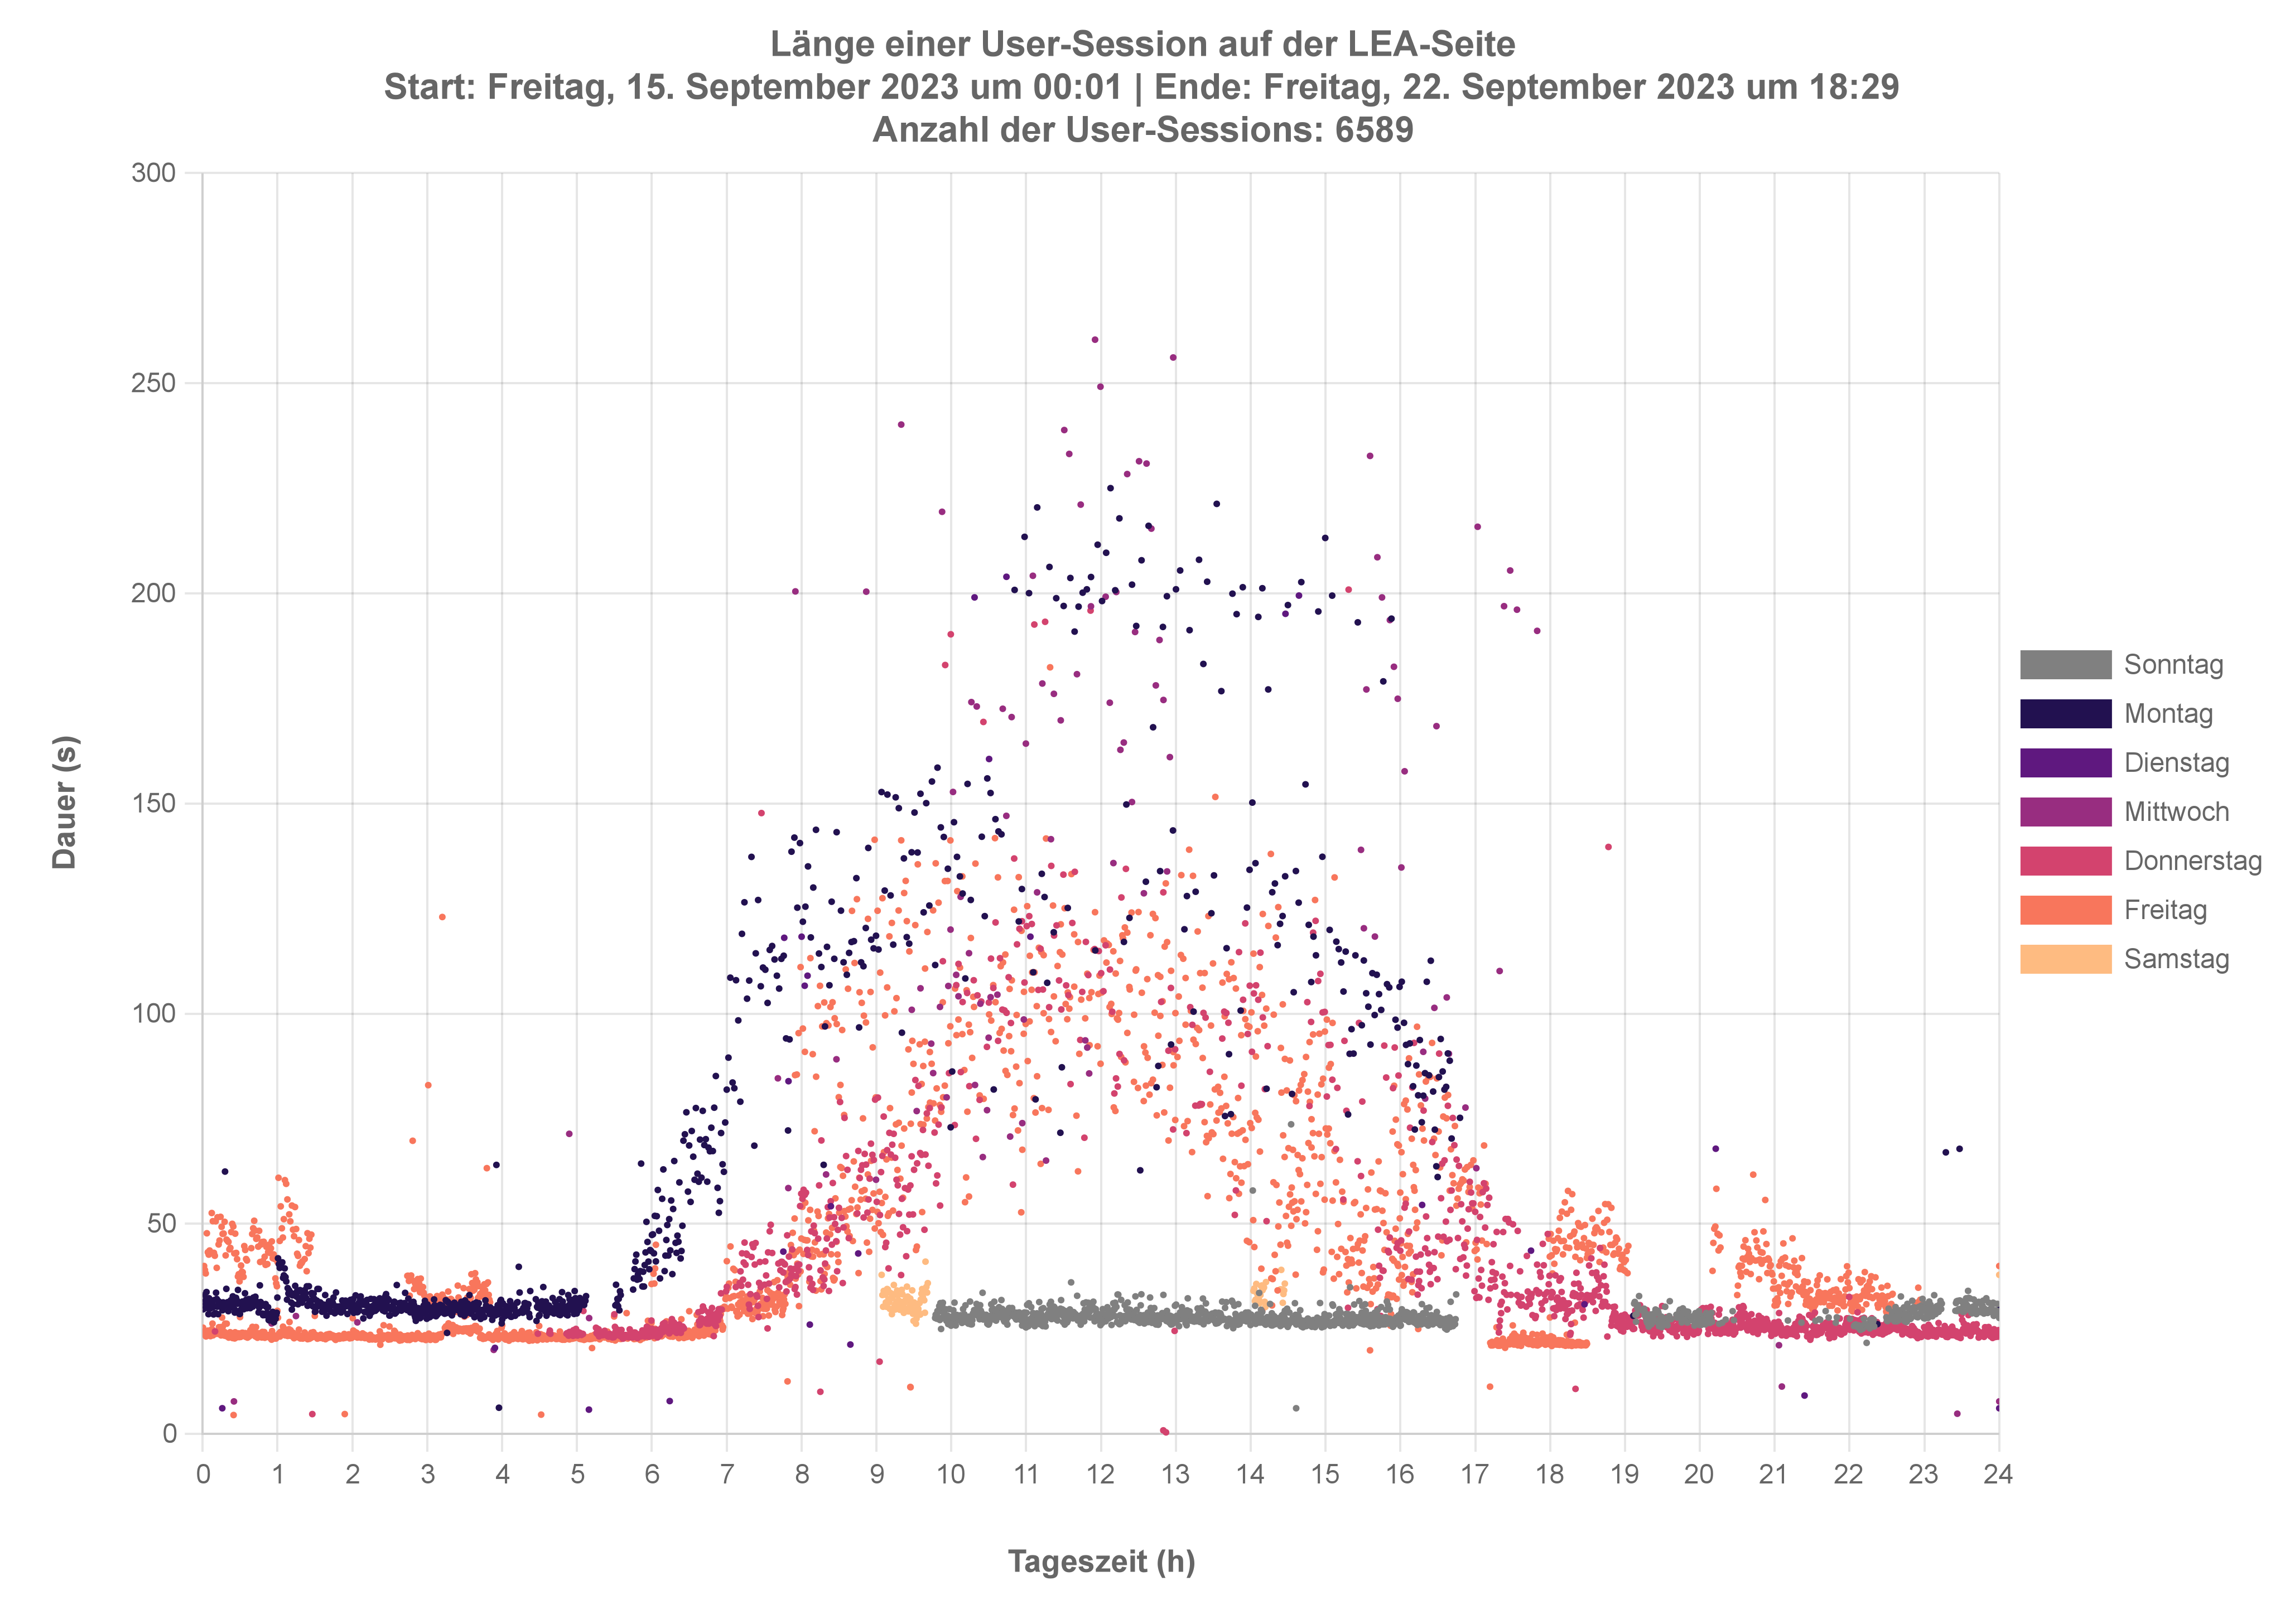 Länge einer User-Session auf der LEA-Seite
Start: Freitag, 15. September 2023 um 00:01 | Ende: Freitag, 22. September 2023 um 18:29
Anzahl der User-Sessions: 6589
300
250
200
150
100
50
0
Dauer (s)
0 1 2 3 4 5 6 7 8 9 10 11 12 13 14 15 16 17 18 19 20 21 22 23 24
Tageszeit (h)
Sonntag
Montag
Dienstag
Mittwoch
Donnerstag
Freitag
Samstag